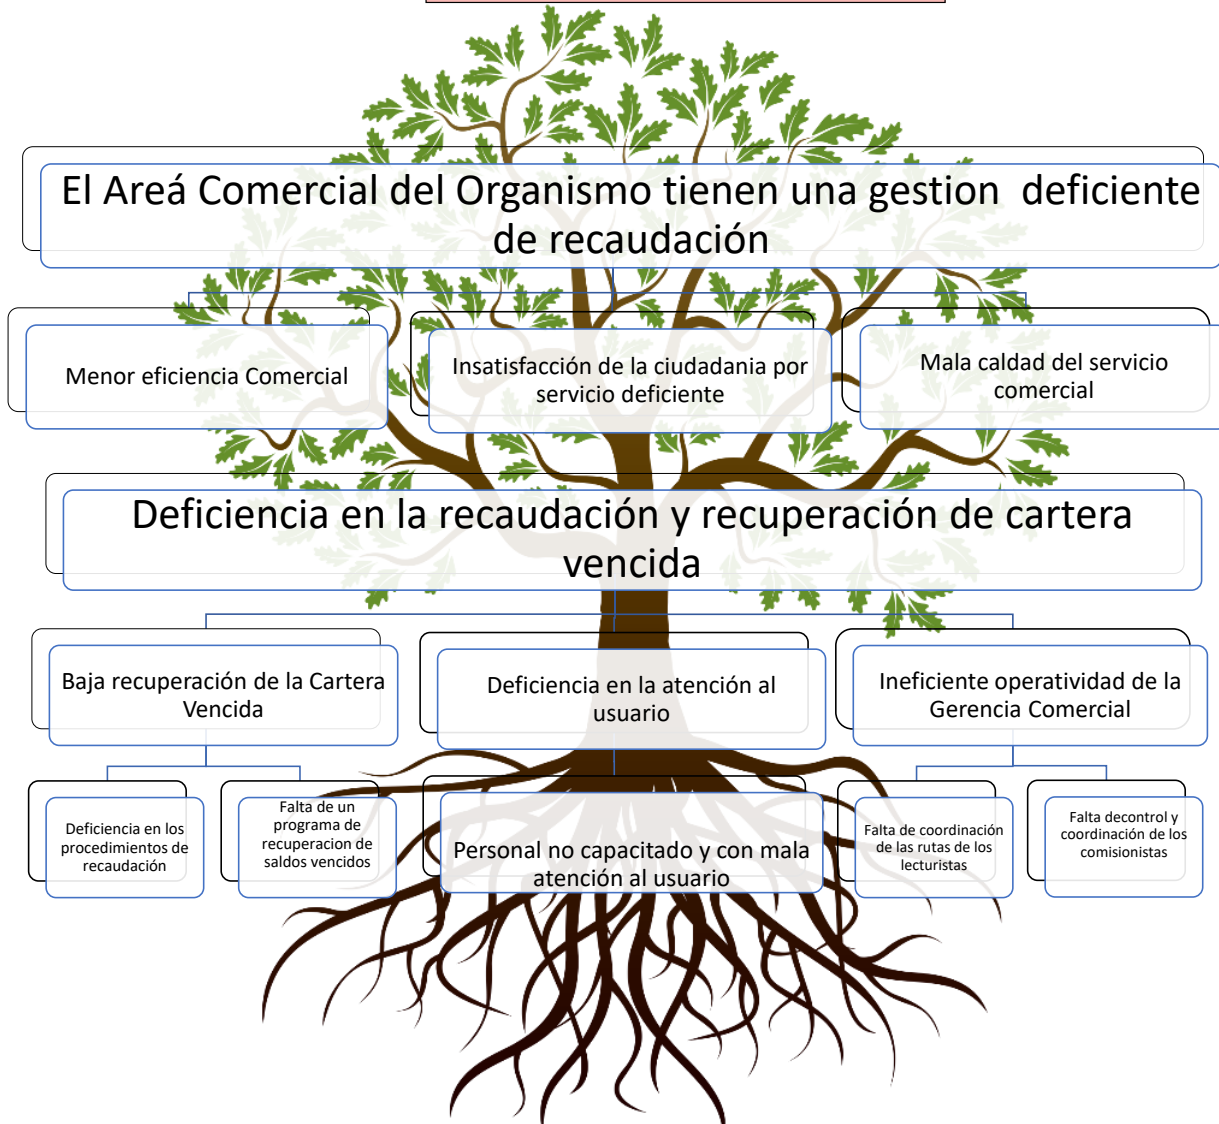 El Areá Comercial del Organismo tienen una gestion deficiente
de recaudación
Menor eficiencia Comercial
Insatisfacción de la ciudadania por
servicio deficiente
Mala caldad del servicio
comercial
Deficiencia en la recaudación y recuperación de cartera
vencida
Baja recuperación de la Cartera
Vencida
Deficiencia en la atención al
usuario
Ineficiente operatividad de la
Gerencia Comercial
Deficiencia en los
procedimientos de
recaudación
Falta de un
programa de
recuperacion de
saldos vencidos
Personal no capacitado y con mala
atención al usuario
Falta de coordinación
de las rutas de los
lecturistas
Falta decontrol y
coordinación de los
comisionistas